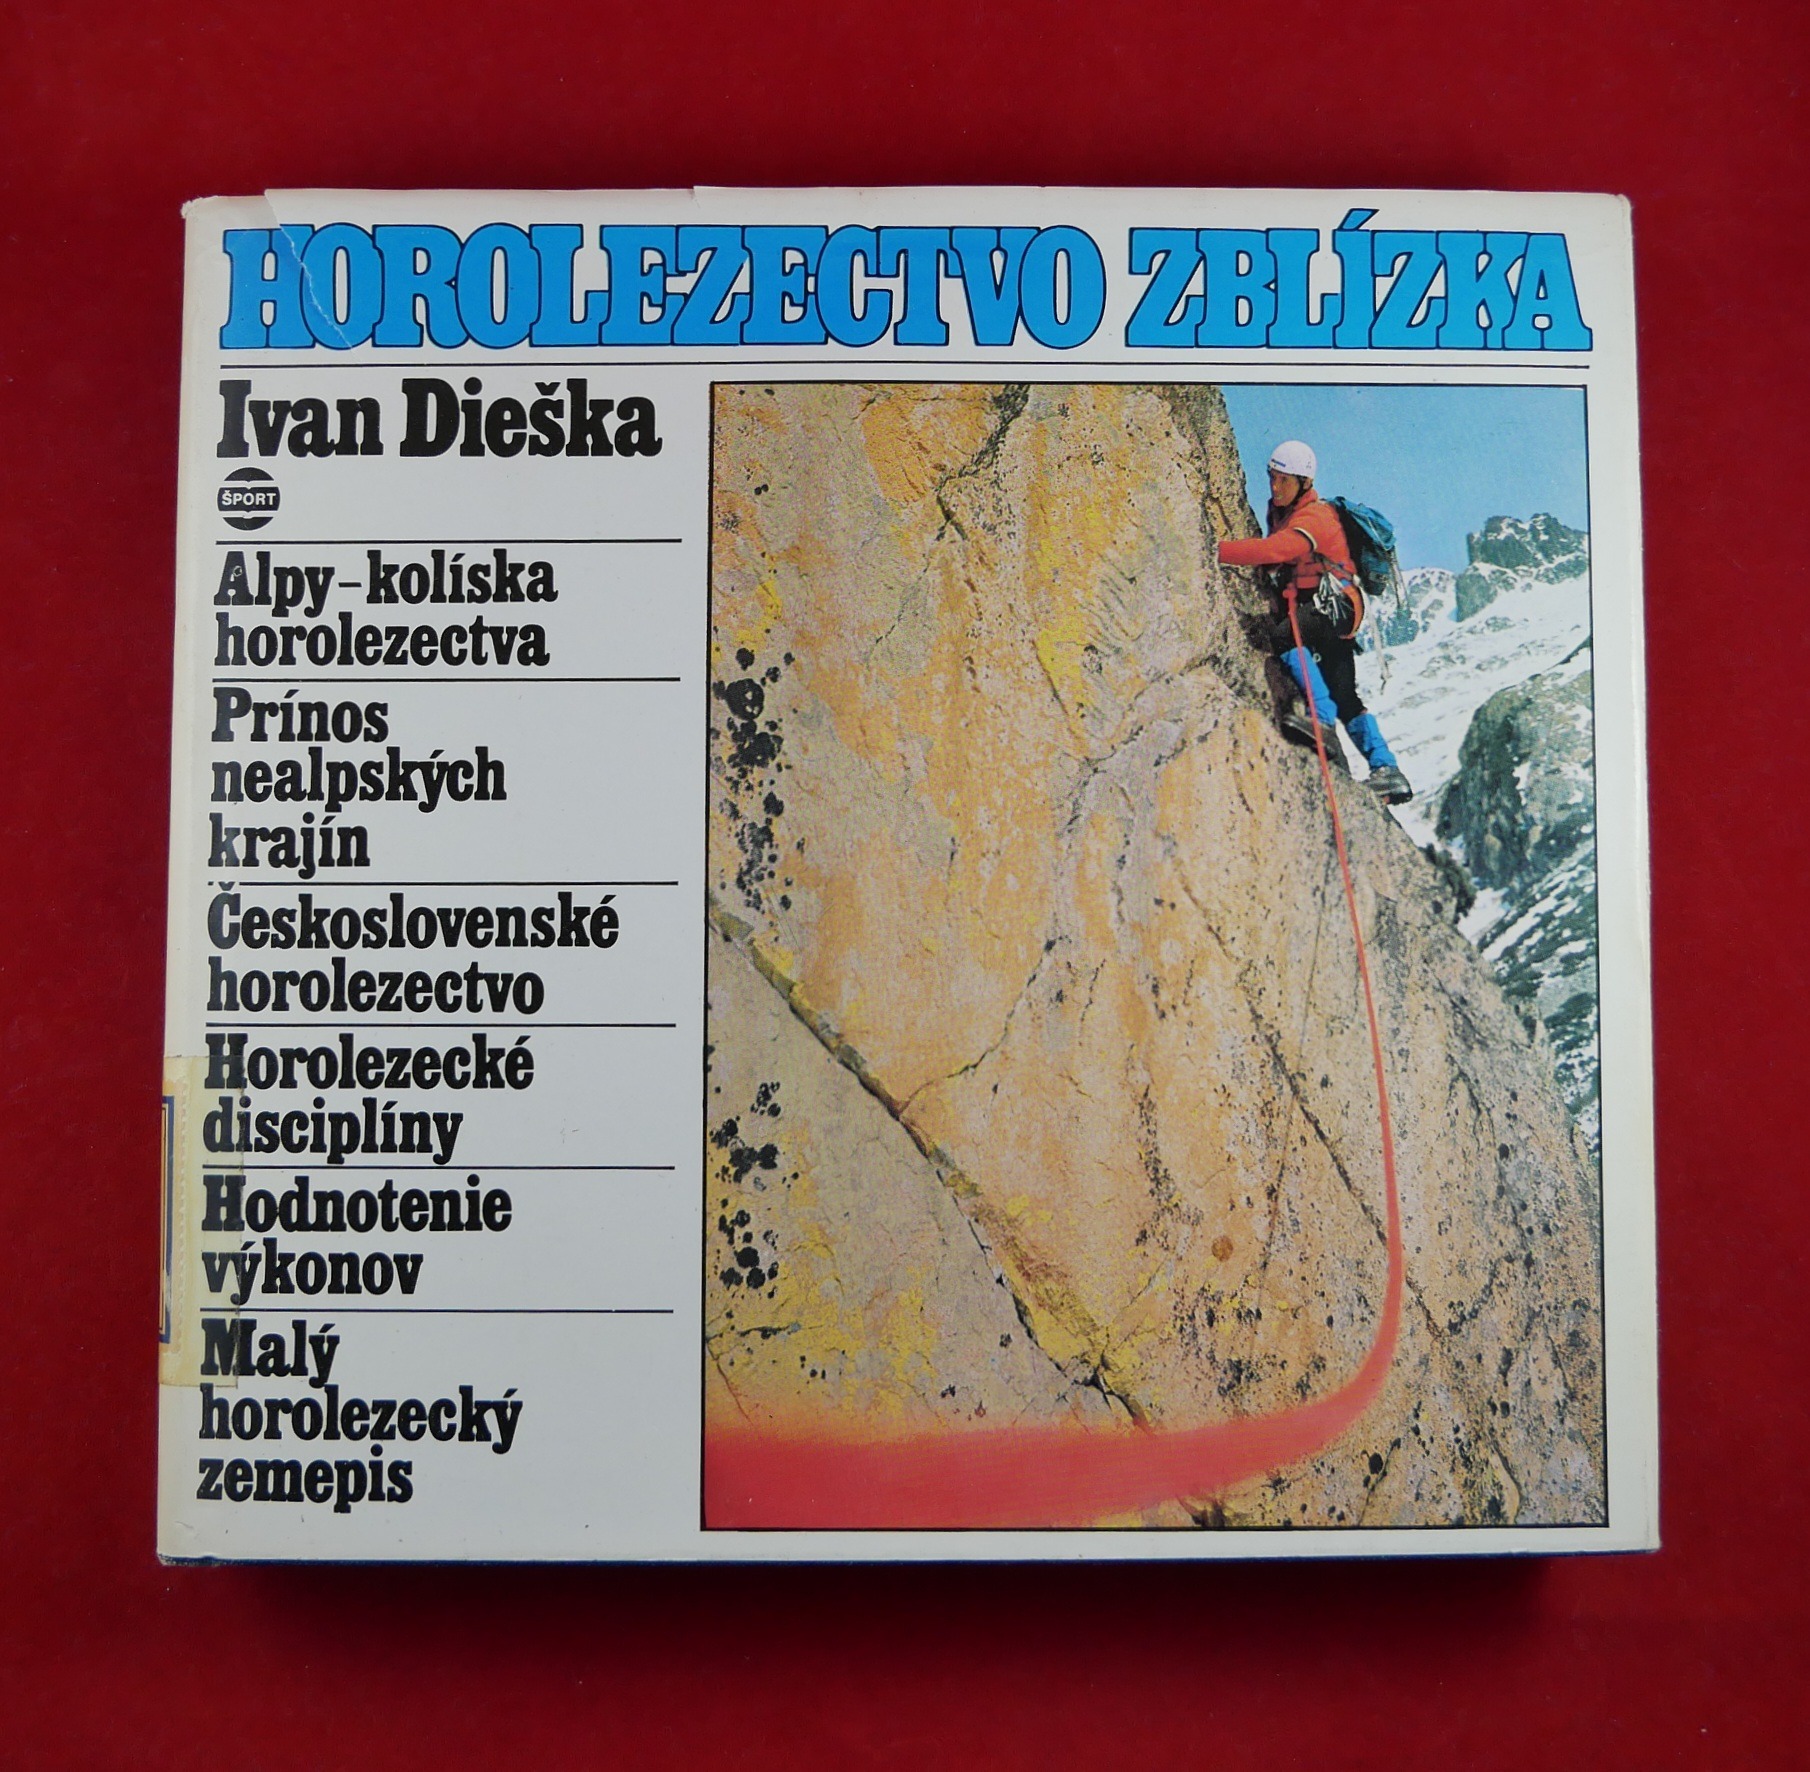 HOROLEZECTVO ZBLÍZKA
Ivan Dieška
ŠPORT
Alpy-kolíska
horolezectva
Prínos
nealpských
krajín
Československé
horolezectvo
Horolezecké
disciplíny
Hodnotenie
výkonov
Malý
horolezecký
zemepis